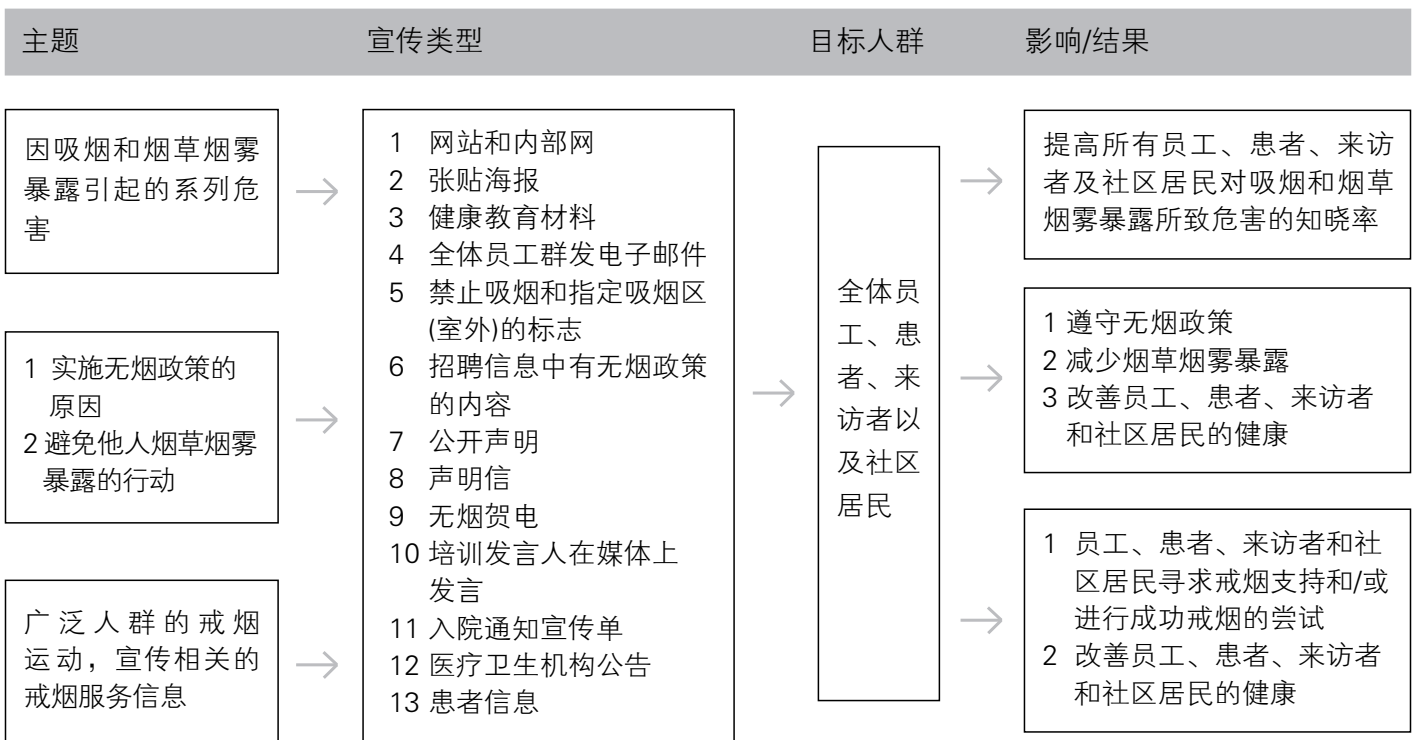 主题
宣传类型
目标人群
影响/结果
因吸烟和烟草烟雾
暴露引起的系列危
害
1 实施无烟政策的
原因
2 避免他人烟草烟雾
暴露的行动
广泛人群的戒烟
运动，宣传相关的
戒烟服务信息
1 网站和内部网
2 张贴海报
3 健康教育材料
4 全体员工群发电子邮件
5 禁止吸烟和指定吸烟区
(室外)的标志
6 招聘信息中有无烟政策
的内容
7 公开声明
8 声明信
9 无烟贺电
10 培训发言人在媒体上
发言
11 入院通知宣传单
12 医疗卫生机构公告
13 患者信息
全体员
工、患
者、来
访者以
及社区
居民
提高所有员工、患者、来访
者及社区居民对吸烟和烟草
烟雾暴露所致危害的知晓率
1 遵守无烟政策
2 减少烟草烟雾暴露
3 改善员工、患者、来访者
和社区居民的健康
1 员工、患者、来访者和社
区居民寻求戒烟支持和/或
进行成功戒烟的尝试
2 改善员工、患者、来访者
和社区居民的健康